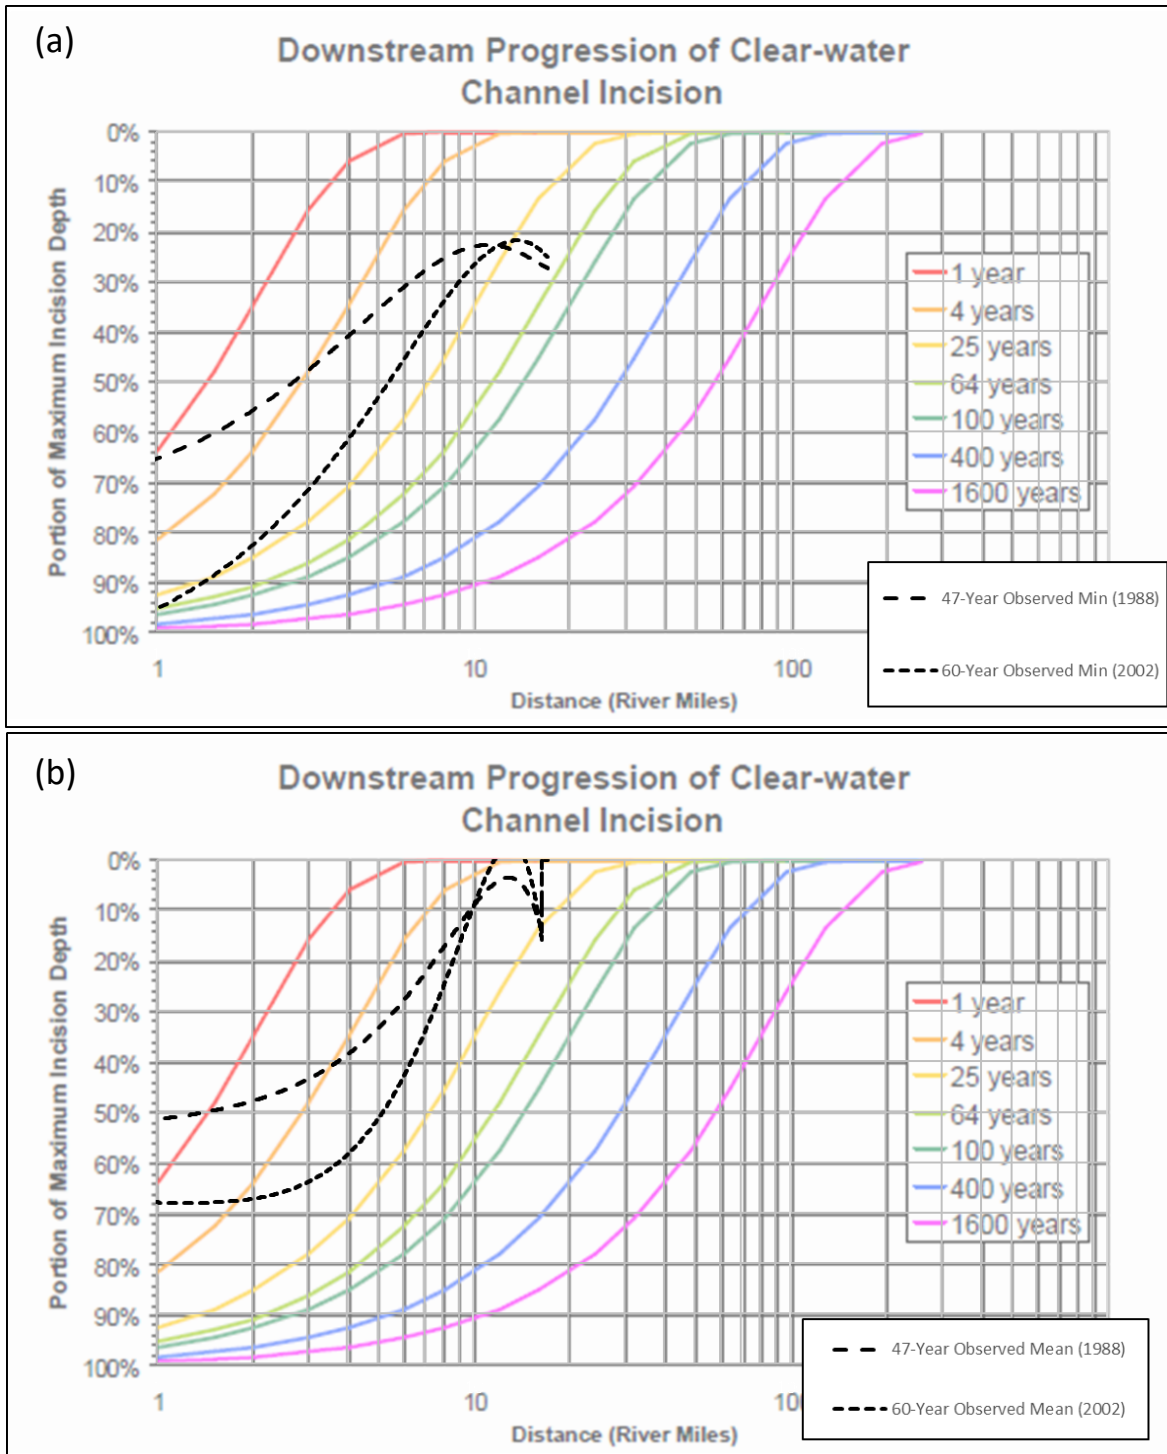 (a)
Downstream Progression of Clear-water
Channel Incision
Portion of Maximum Incision Depth
0%
10%
20%
30%
40%
50%
60%
70%
80%
90%
100%
1 year
4 years
25 years
64 years
100 years
400 years
1600 years
47-Year Observed Min (1988)
60-Year Observed Min (2002)
1
10
100
Distance (River Miles)
(b)
Downstream Progression of Clear-water
Channel Incision
Portion of Maximum Incision Depth
0%
10%
20%
30%
40%
50%
60%
70%
80%
90%
100%
1 year
4 years
25 years
64 years
100 years
400 years
1600 years
47-Year Observed Mean (1988)
60-Year Observed Mean (2002)
1
10
Distance (River Miles)